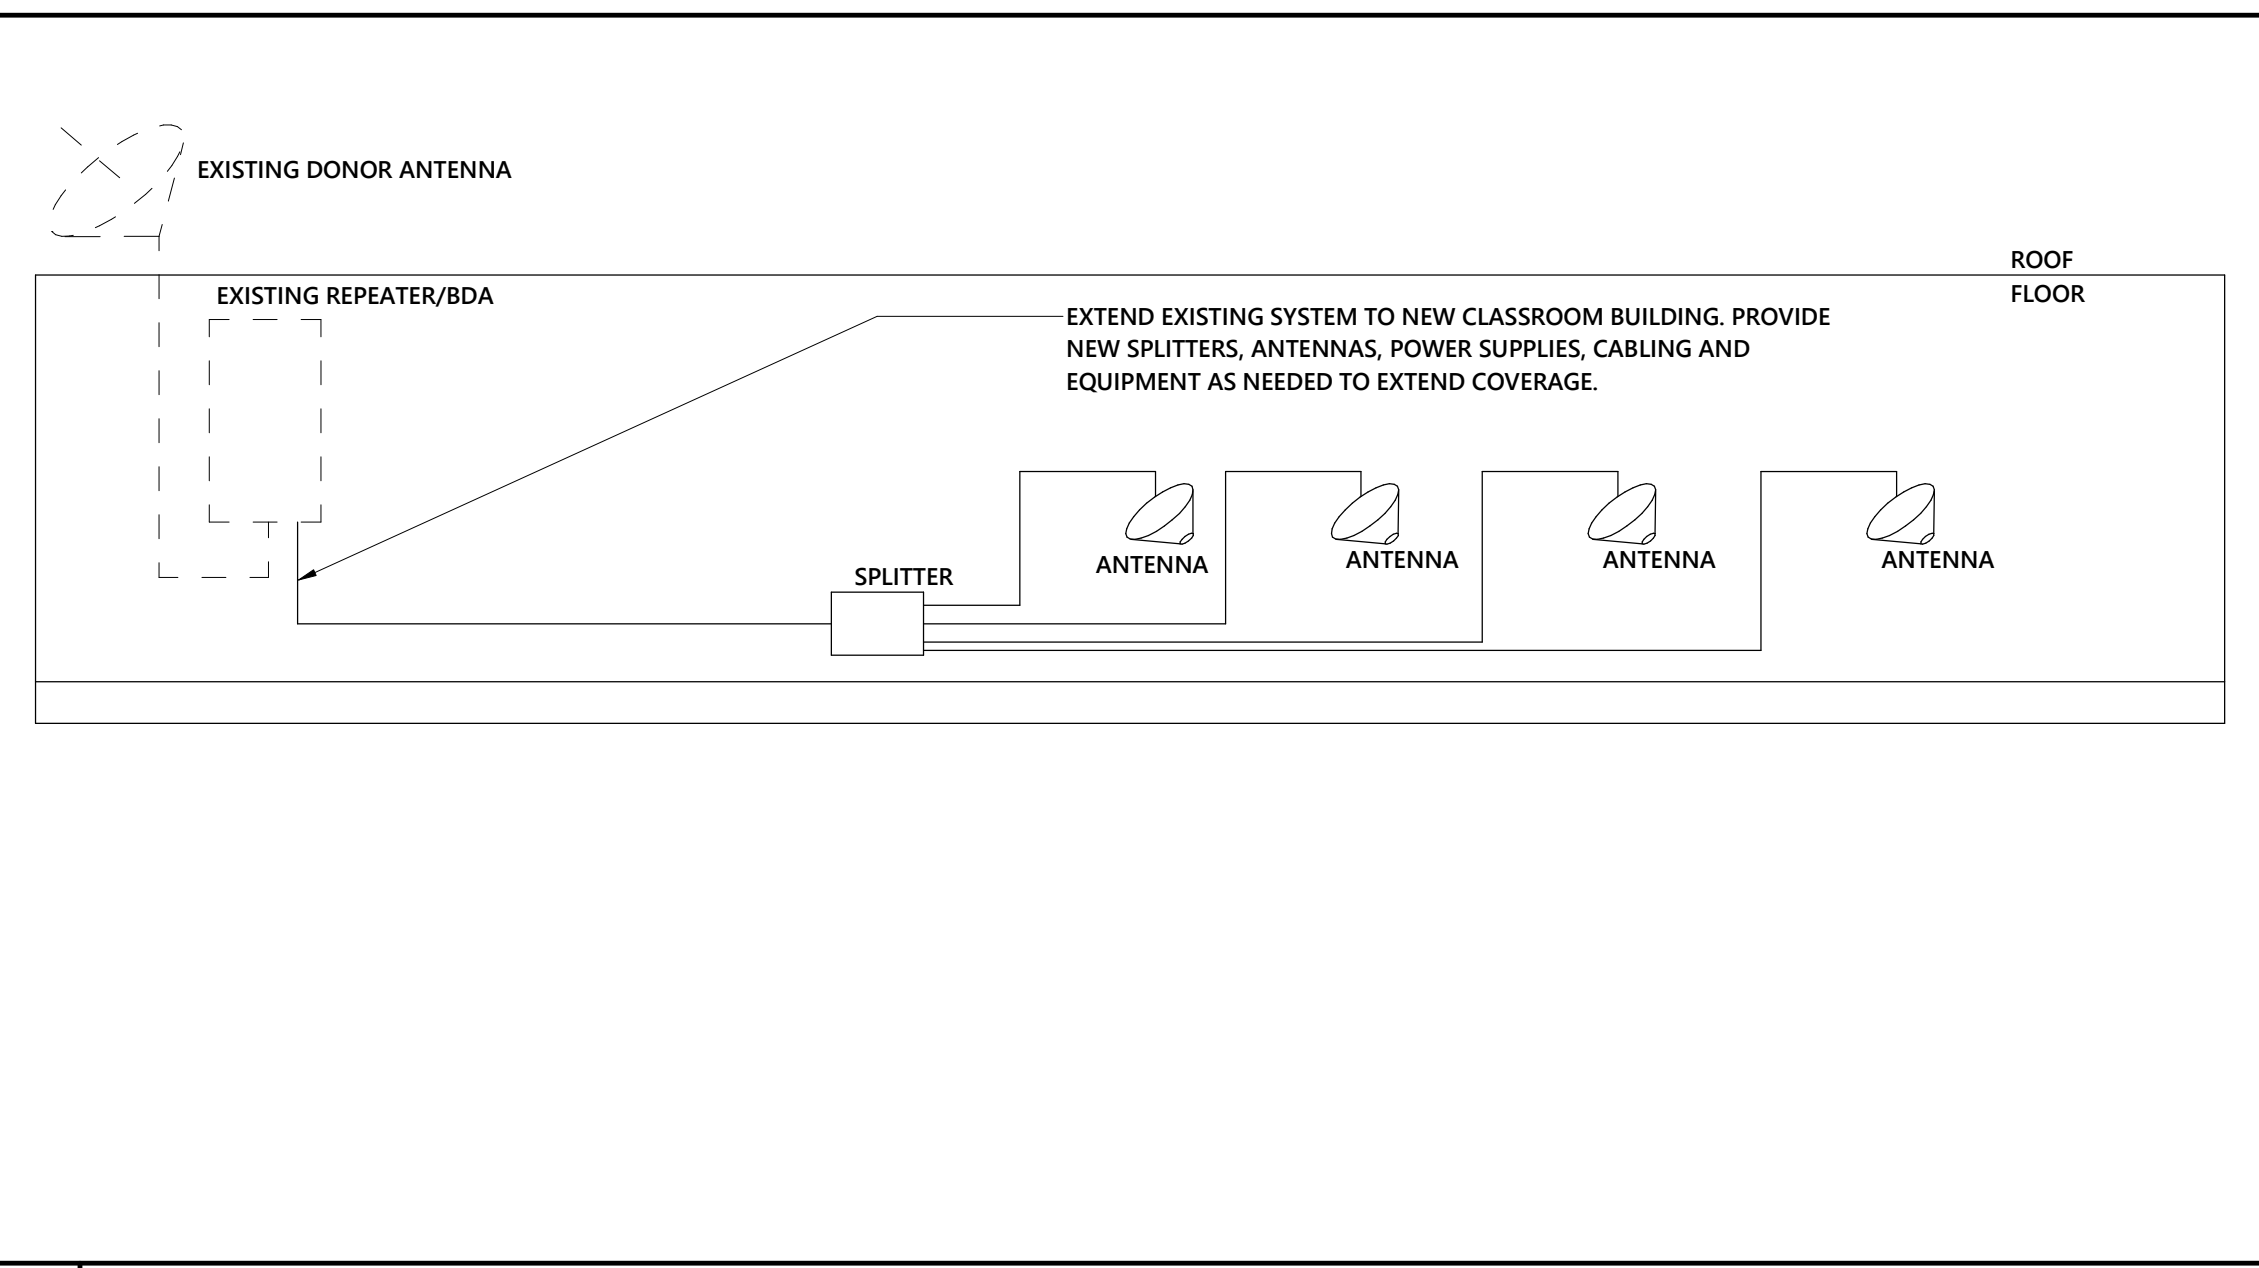 EXISTING DONOR ANTENNA
ROOF
EXISTING REPEATER/BDA
FLOOR
EXTEND EXISTING SYSTEM TO NEW CLASSROOM BUILDING. PROVIDE
NEW SPLITTERS, ANTENNAS, POWER SUPPLIES, CABLING AND
EQUIPMENT AS NEEDED TO EXTEND COVERAGE.
SPLITTER
ANTENNA
ANTENNA
ANTENNA
ANTENNA